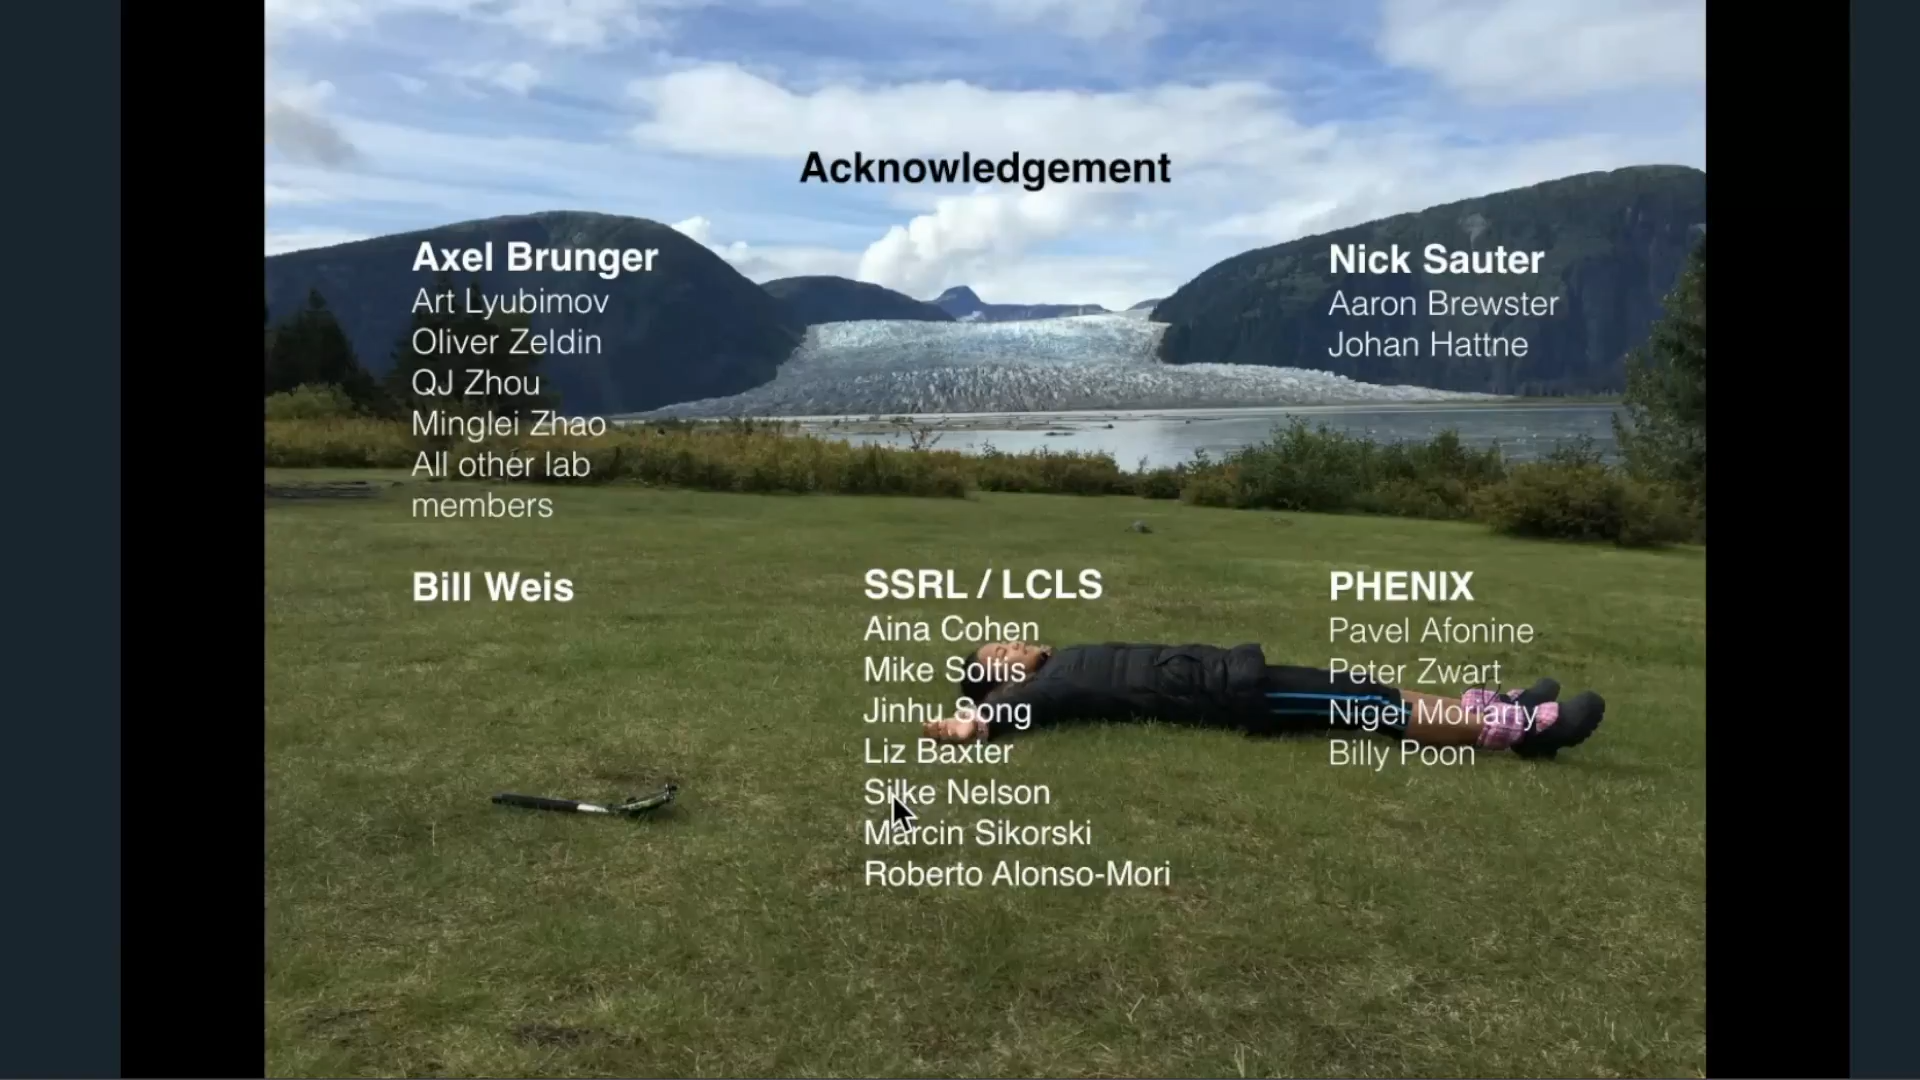 Acknowledgement
Axel Brunger
Art Lyubimov
Oliver Zeldin
QJ Zhou
Minglei Zhao
All other lab
members
Nick Sauter
Aaron Brewster
Johan Hattne
Bill Weis
SSRL / LCLS
Aina Cohen
Mike Soltis
Jinhu Song
Liz Baxter
Silke Nelson
Marcin Sikorski
Roberto Alonso-Mori
PHENIX
Pavel Afonine
Peter Zwart
Nigel Moriarty
Billy Poon